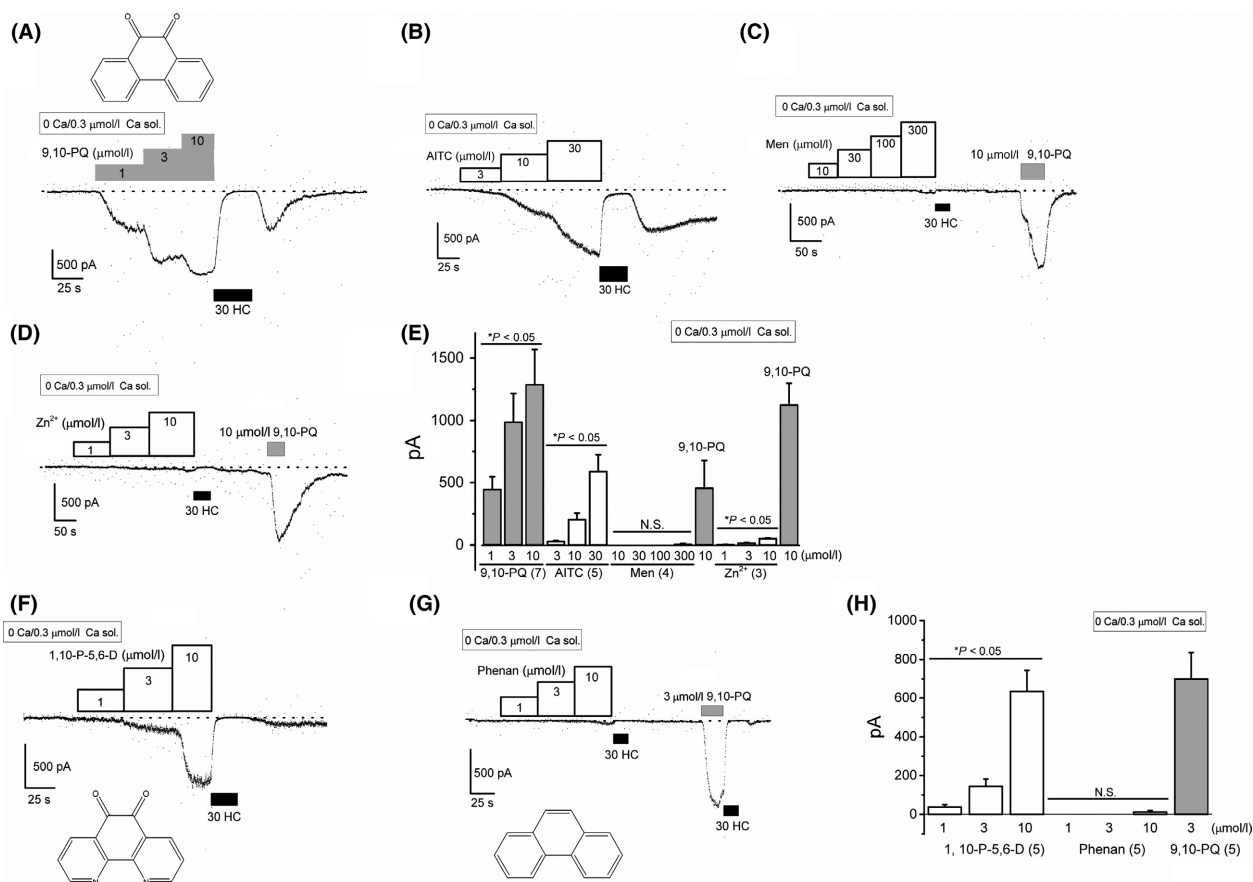 (A)
O O
0 Ca/0.3 μmol/l Ca sol.
9,10-PQ (μmol/l)
1
3
10
500 pA
25 s
30 HC
(B)
0 Ca/0.3 μmol/l Ca sol.
AITC (μmol/l)
3
10
30
500 pA
25 s
30 HC
(C)
0 Ca/0.3 μmol/l Ca sol.
Men (μmol/l)
10
30
100
300
10 μmol/l 9,10-PQ
500 pA
50 s
30 HC
(D)
0 Ca/0.3 μmol/l Ca sol.
Zn2+ (μmol/l)
1
3
10
10 μmol/l 9,10-PQ
500 pA
50 s
30 HC
(E)
0 Ca/0.3 μmol/l Ca sol.
pA
1500
1000
500
0
*P < 0.05
*P < 0.05
N.S.
9,10-PQ
*P < 0.05
9,10-PQ
1 3 10 3 10 30 10 30 100 300 10 1 3 10 10 (μmol/l)
9,10-PQ (7) AITC (5) Men (4) Zn2+ (3)
(F)
0 Ca/0.3 μmol/l Ca sol.
1,10-P-5,6-D (μmol/l)
1
3
10
500 pA
25 s
30 HC
O O
N N
(G)
0 Ca/0.3 μmol/l Ca sol.
Phenan (μmol/l)
1
3
10
3 μmol/l 9,10-PQ
500 pA
25 s
30 HC
30 HC
(H)
0 Ca/0.3 μmol/l Ca sol.
pA
1000
800
600
400
200
0
*P < 0.05
N.S.
1 3 10 1 3 10 3 (μmol/l)
1, 10-P-5,6-D (5) Phenan (5) 9,10-PQ (5)